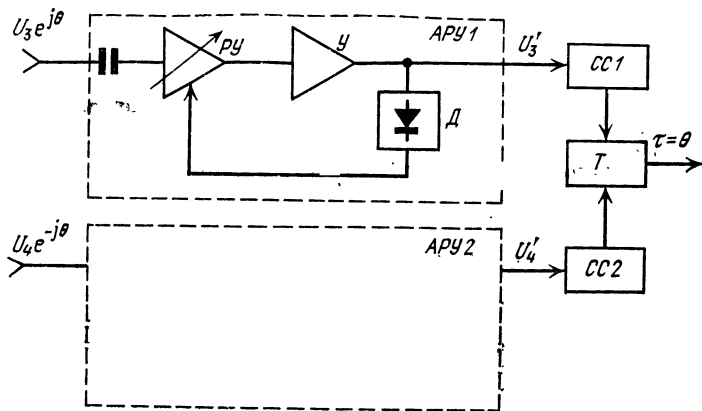 U₃e^{jθ}
РУ
У
АРУ1
U₃′
СС1
Д
Т
τ=θ
U₄e^{-jθ}
АРУ2
U₄′
СС2